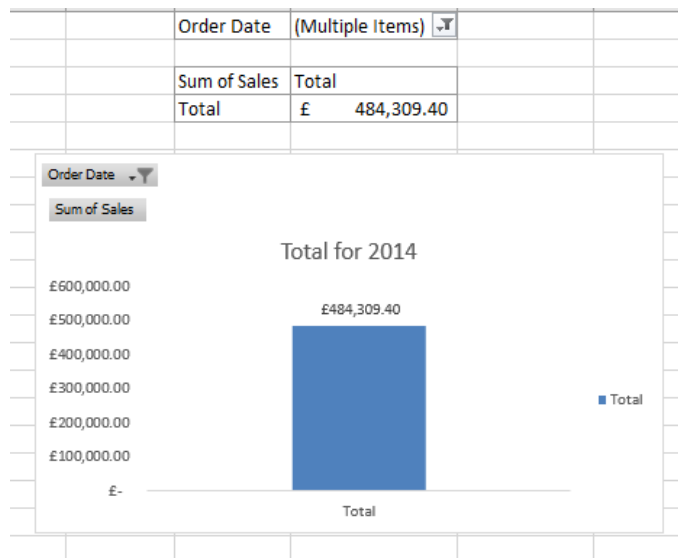 Order Date (Multiple Items)
Sum of Sales Total
Total £ 484,309.40
Order Date
Sum of Sales
Total for 2014
£600,000.00
£484,309.40
£500,000.00
£400,000.00
£300,000.00
Total
£200,000.00
£100,000.00
£-
Total